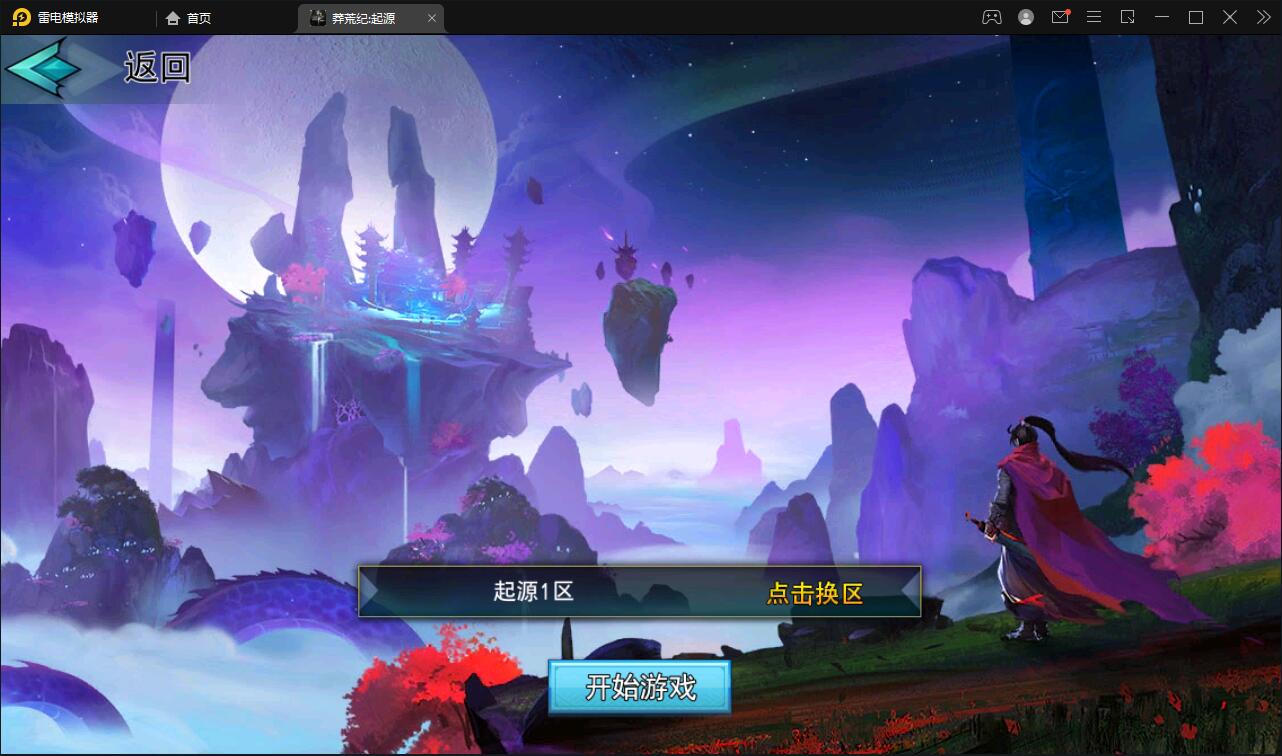 雷电模拟器
首页
莽荒纪:起源
返回
起源1区
点击换区
开始游戏